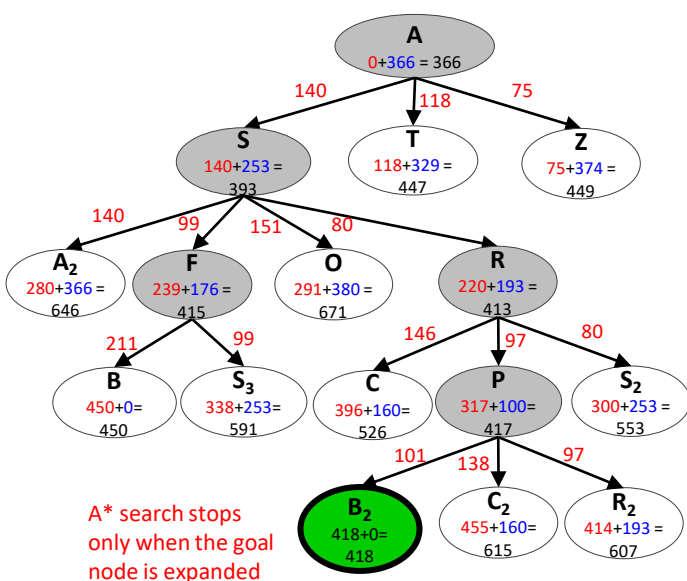 A
0+366 = 366
140
118
75
S
140+253 =
393
T
118+329 =
447
Z
75+374 =
449
140
99
151
80
A2
280+366 =
646
F
239+176 =
415
O
291+380 =
671
R
220+193 =
413
211
99
146
97
80
B
450+0=
450
S3
338+253=
591
C
396+160=
526
P
317+100=
417
S2
300+253=
553
101
138
97
B2
418+0=
418
C2
455+160=
615
R2
414+193=
607
A* search stops
only when the goal
node is expanded